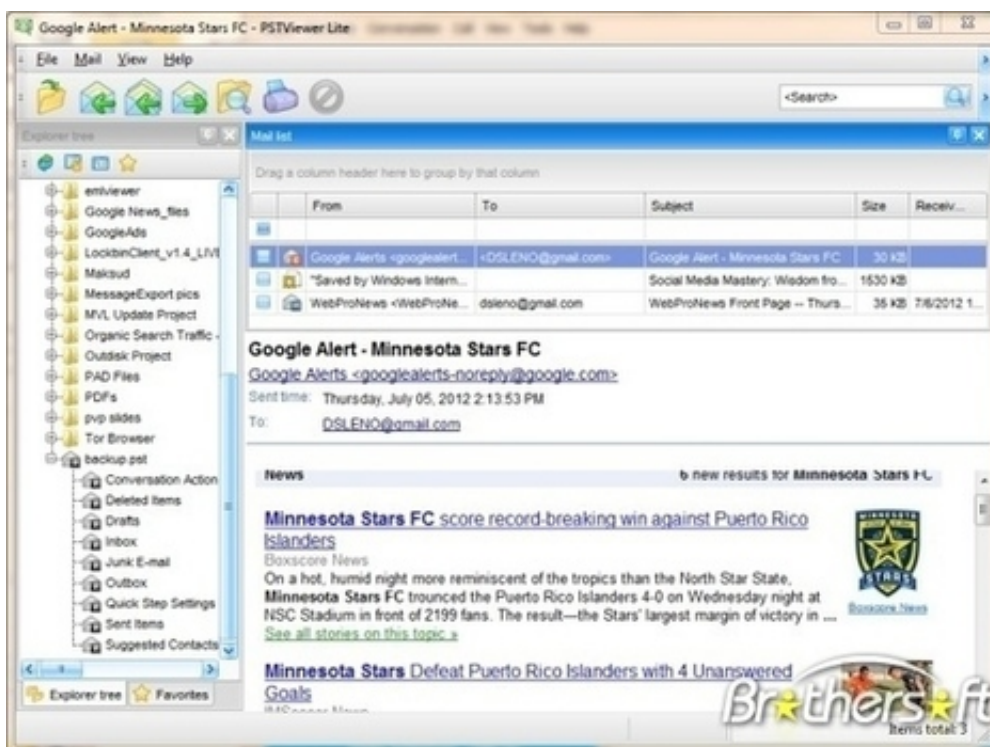 Google Alert - Minnesota Stars FC - PSTViewer Lite
File Mail View Help
<Search>
Explorer tree
Mail list
Drag a column header here to group by that column
From To Subject Size Receiv...
Google Alerts <googlealert... <DSLENO@gmail.com> Google Alert - Minnesota Stars FC 30 KB
"Saved by Windows Intern... Social Media Mastery: Wisdom fro... 1530 KB
WebProNews <WebProNe... dsleno@gmail.com WebProNews Front Page -- Thurs... 35 KB 7/6/2012 1...
emlviewer
Google News_files
GoogleAds
LockbinClient_v1.4_LIVE
Maksud
MessageExport pics
MVL Update Project
Organic Search Traffic -
Outdisk Project
PAD Files
PDFs
pvp slides
Tor Browser
backup.pst
Conversation Action
Deleted Items
Drafts
Inbox
Junk E-mail
Outbox
Quick Step Settings
Sent Items
Suggested Contacts
Explorer tree Favorites
Google Alert - Minnesota Stars FC
Google Alerts <googlealerts-noreply@google.com>
Sent time: Thursday, July 05, 2012 2:13:53 PM
To: DSLENO@gmail.com
News 6 new results for Minnesota Stars FC
Minnesota Stars FC score record-breaking win against Puerto Rico
Islanders
Boxscore News
On a hot, humid night more reminiscent of the tropics than the North Star State,
Minnesota Stars FC trounced the Puerto Rico Islanders 4-0 on Wednesday night at
NSC Stadium in front of 2199 fans. The result—the Stars' largest margin of victory in ....
See all stories on this topic »
MINNESOTA
STARS
Boxscore News
Minnesota Stars Defeat Puerto Rico Islanders with 4 Unanswered
Goals
IMSoccer News
Brothersoft
Items total: 3